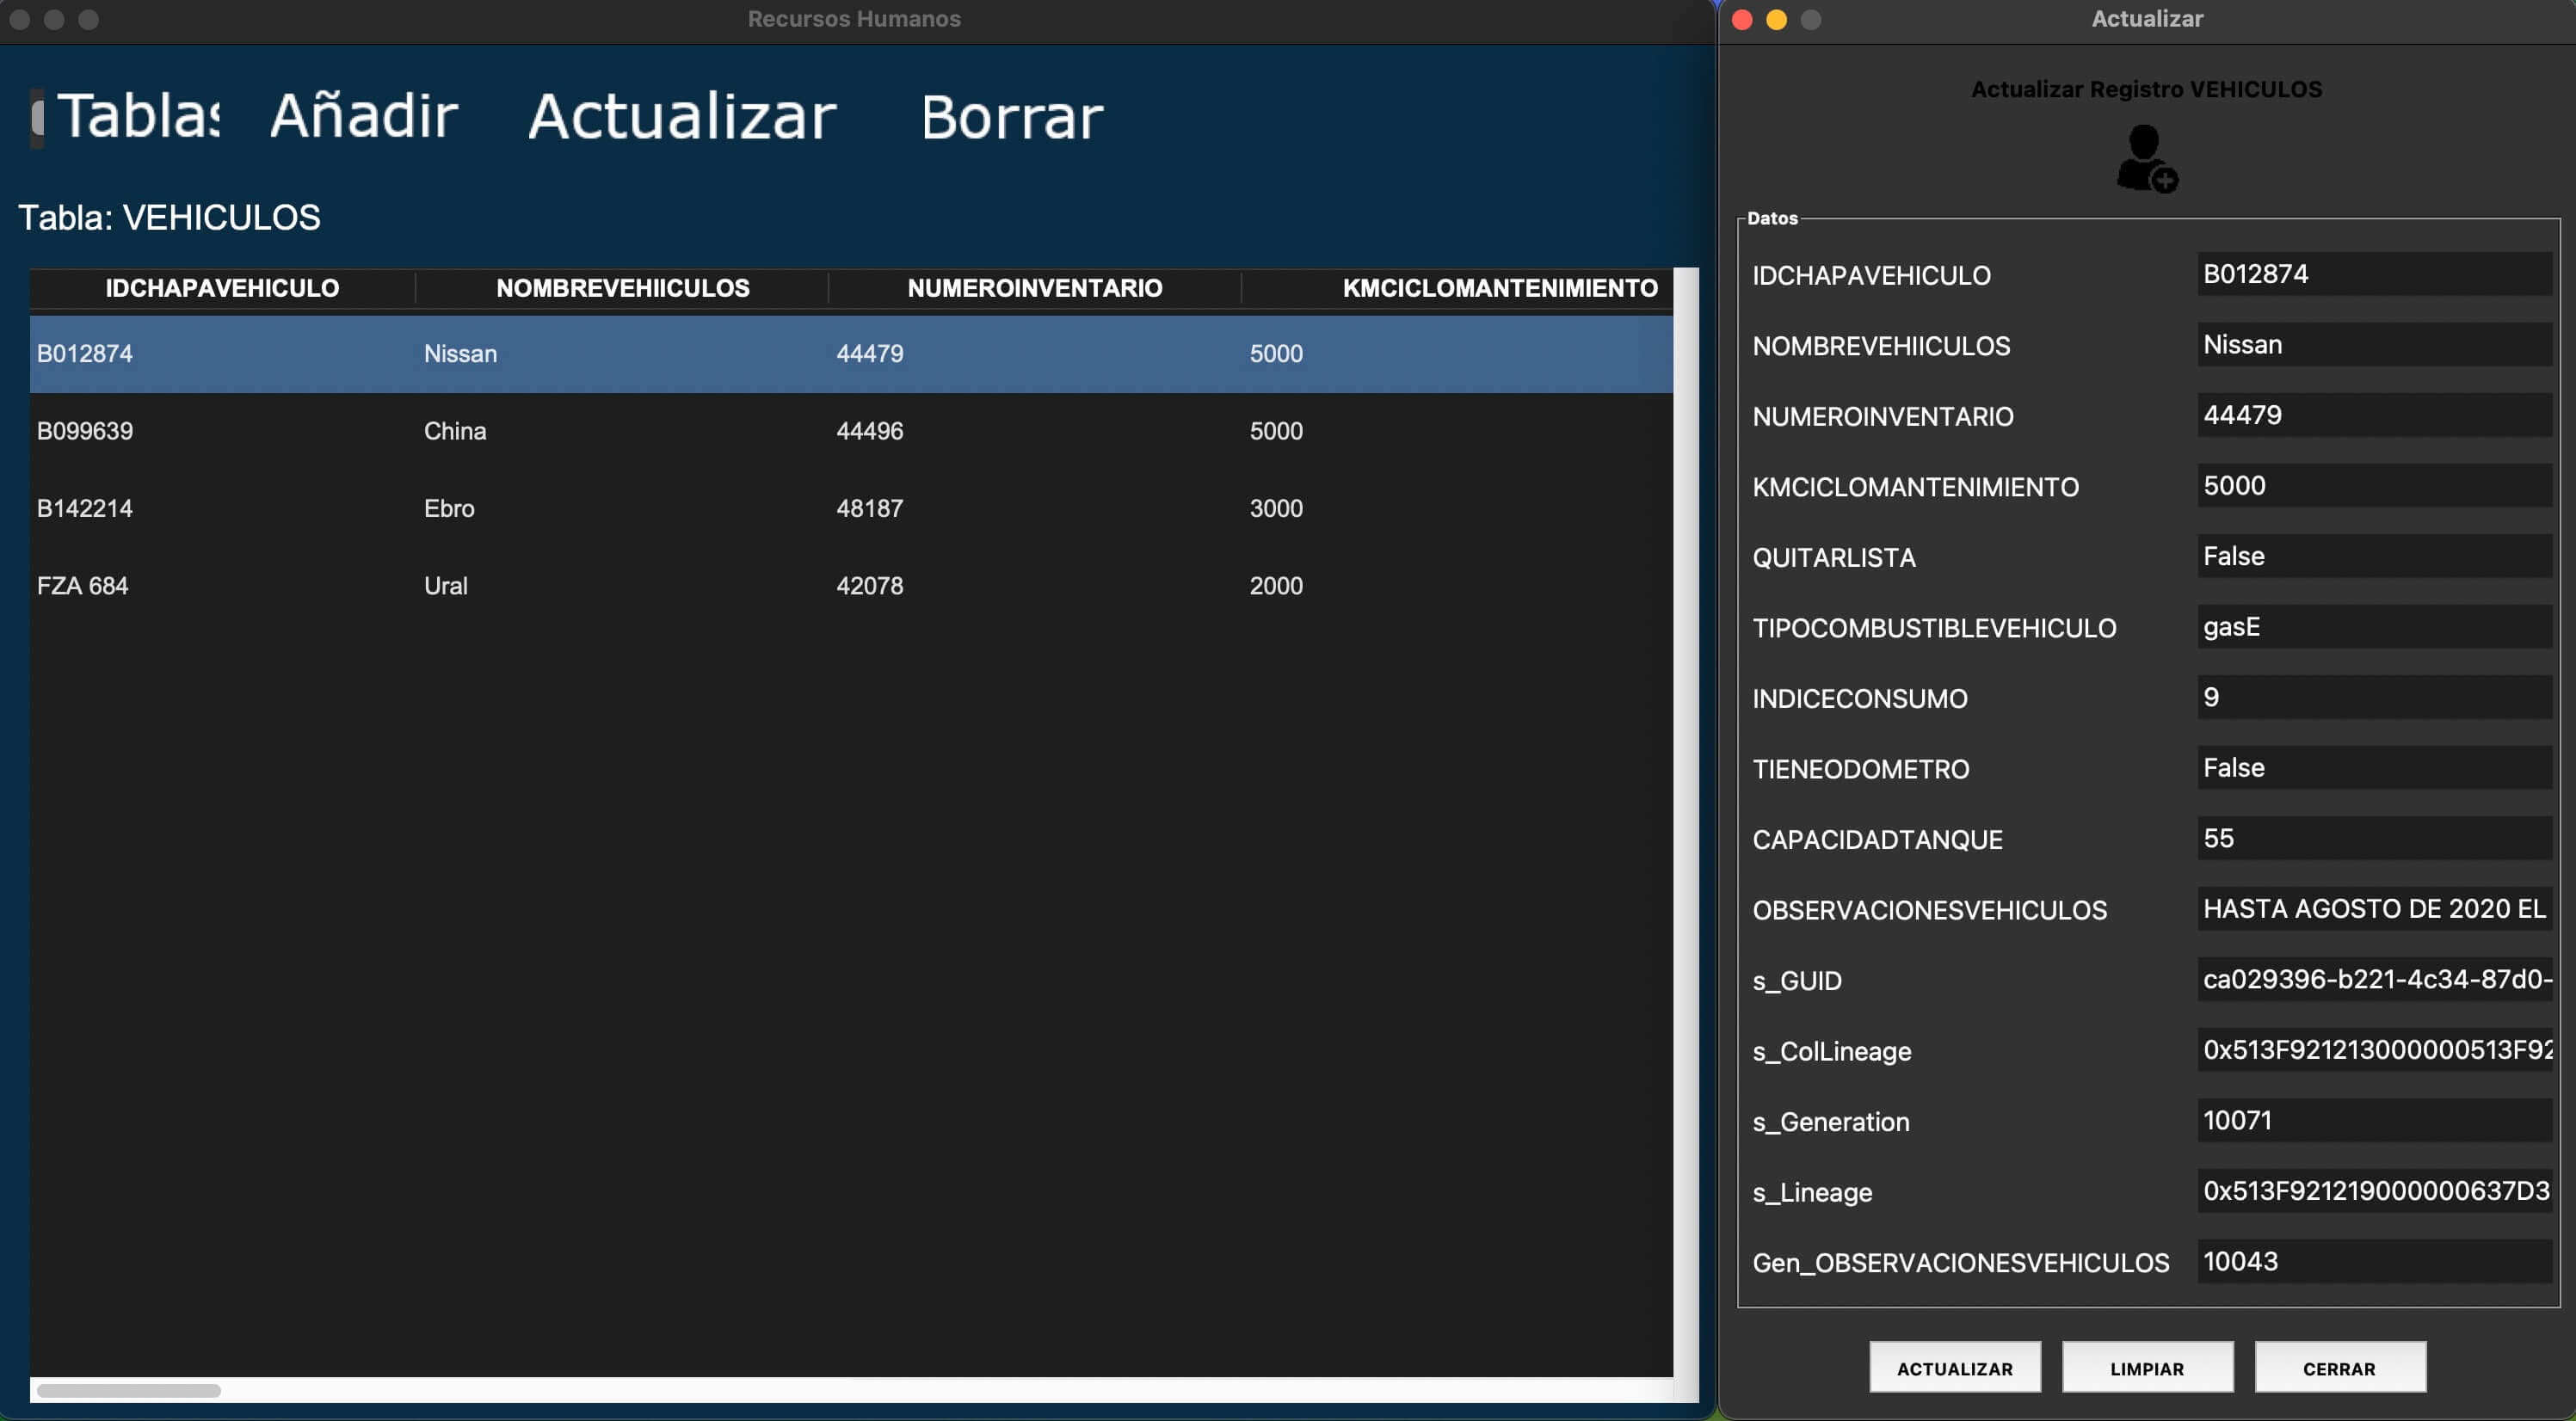 Recursos Humanos
Tablas Añadir Actualizar Borrar
Tabla: VEHICULOS
IDCHAPAVEHICULO NOMBREVEHIICULOS NUMEROINVENTARIO KMCICLOMANTENIMIENTO
B012874 Nissan 44479 5000
B099639 China 44496 5000
B142214 Ebro 48187 3000
FZA 684 Ural 42078 2000
Actualizar
Actualizar Registro VEHICULOS
Datos
IDCHAPAVEHICULO B012874
NOMBREVEHIICULOS Nissan
NUMEROINVENTARIO 44479
KMCICLOMANTENIMIENTO 5000
QUITARLISTA False
TIPOCOMBUSTIBLEVEHICULO gasE
INDICECONSUMO 9
TIENEODOMETRO False
CAPACIDADTANQUE 55
OBSERVACIONESVEHICULOS HASTA AGOSTO DE 2020 EL
s_GUID ca029396-b221-4c34-87d0-
s_ColLineage 0x513F921213000000513F92
s_Generation 10071
s_Lineage 0x513F921219000000637D3
Gen_OBSERVACIONESVEHICULOS 10043
ACTUALIZAR LIMPIAR CERRAR